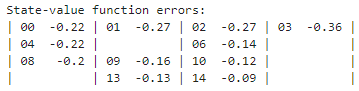 State-value function errors:
| 00  -0.22 | 01  -0.27 | 02  -0.27 | 03  -0.36 |
| 04  -0.22 |           | 06  -0.14 |           |
| 08   -0.2 | 09  -0.16 | 10  -0.12 |           |
|           | 13  -0.13 | 14  -0.09 |           |